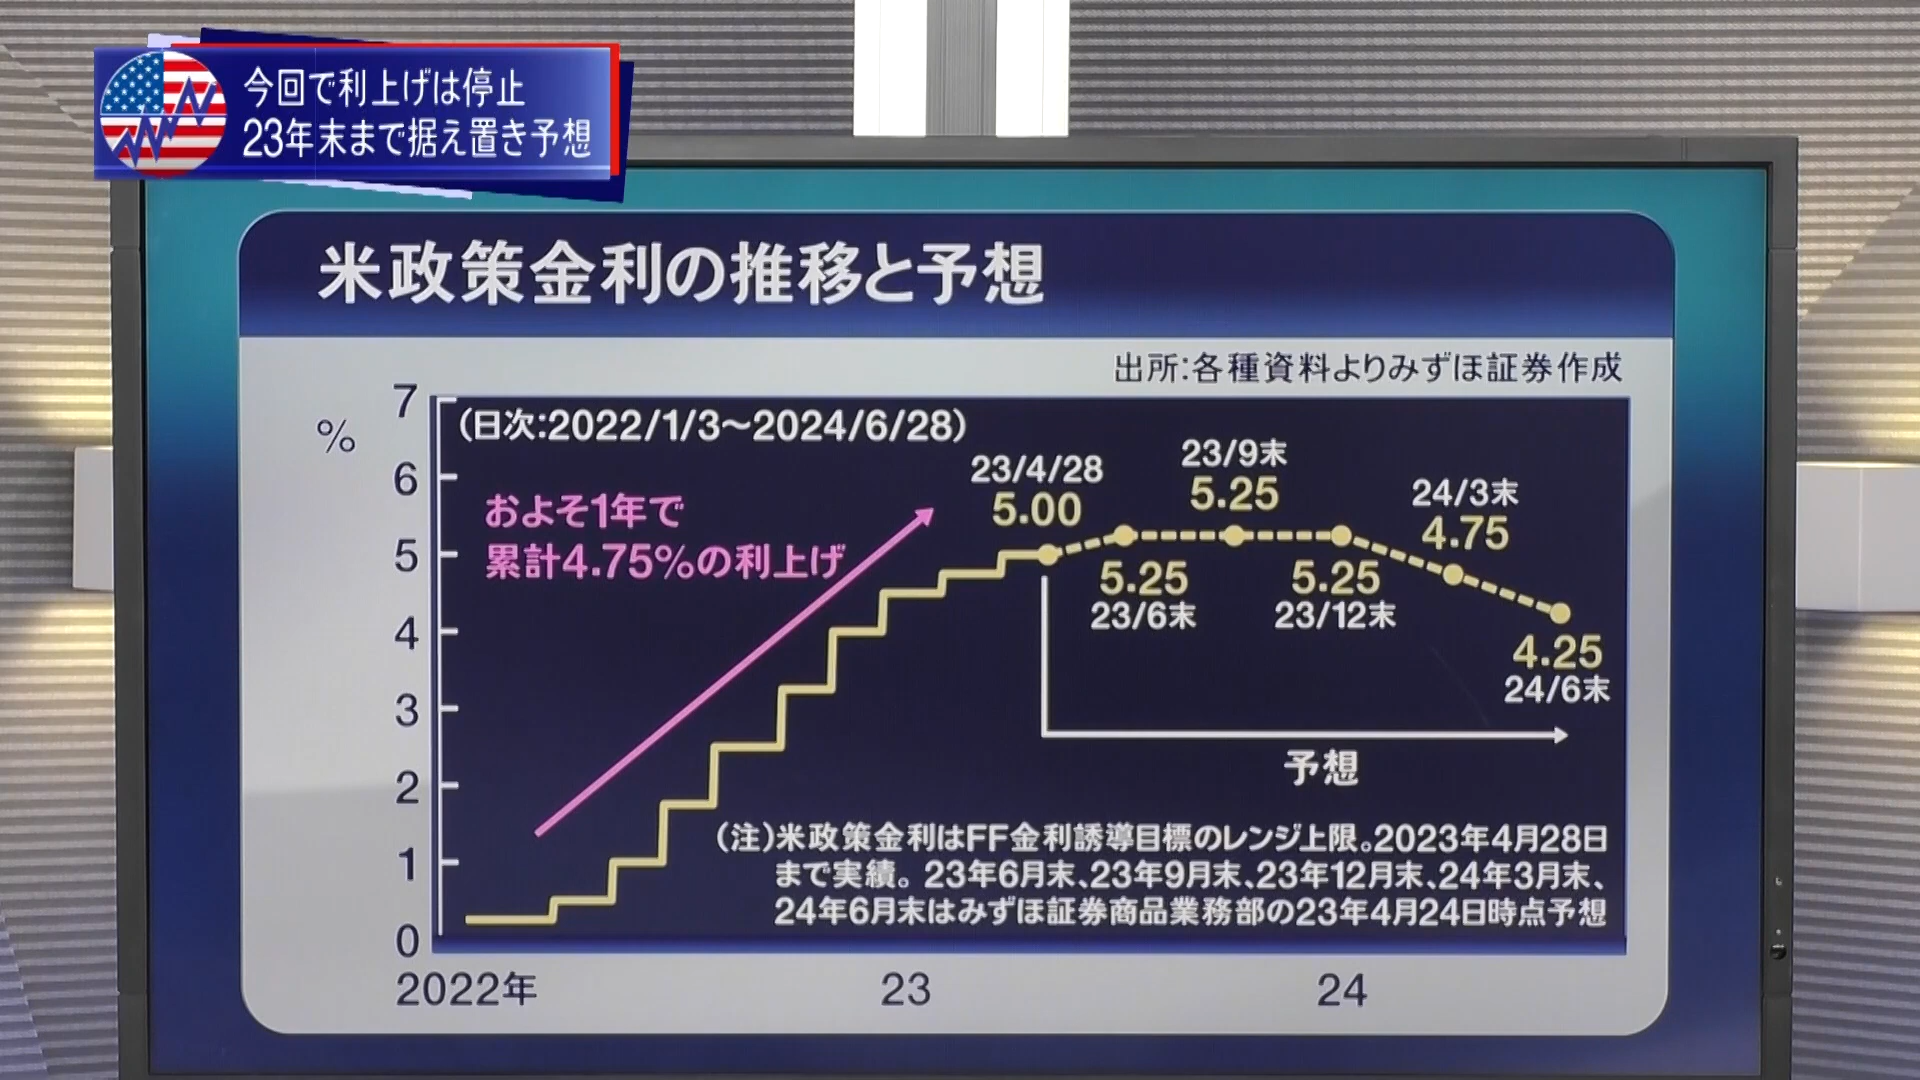 今回で利上げは停止
23年末まで据え置き予想
米政策金利の推移と予想
出所:各種資料よりみずほ証券作成
%
7
6
5
4
3
2
1
0
(日次:2022/1/3~2024/6/28)
およそ1年で
累計4.75%の利上げ
23/4/28
5.00
5.25
23/6末
23/9末
5.25
5.25
23/12末
24/3末
4.75
4.25
24/6末
予想
(注)米政策金利はFF金利誘導目標のレンジ上限。2023年4月28日
まで実績。23年6月末、23年9月末、23年12月末、24年3月末、
24年6月末はみずほ証券商品業務部の23年4月24日時点予想
2022年
23
24